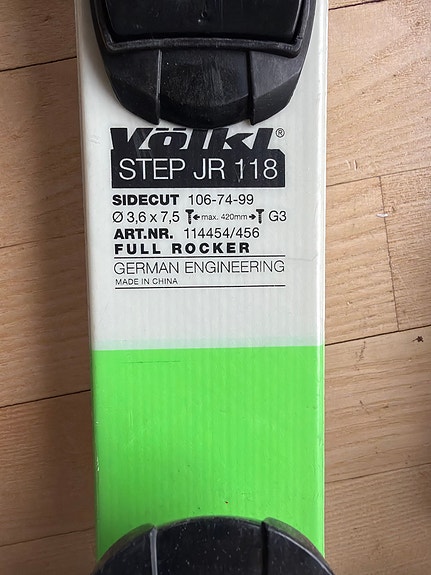 Völkl®
STEP JR 118
SIDECUT 106-74-99
Ø 3,6 x 7,5 max. 420mm G3
ART.NR. 114454/456
FULL ROCKER
GERMAN ENGINEERING
MADE IN CHINA